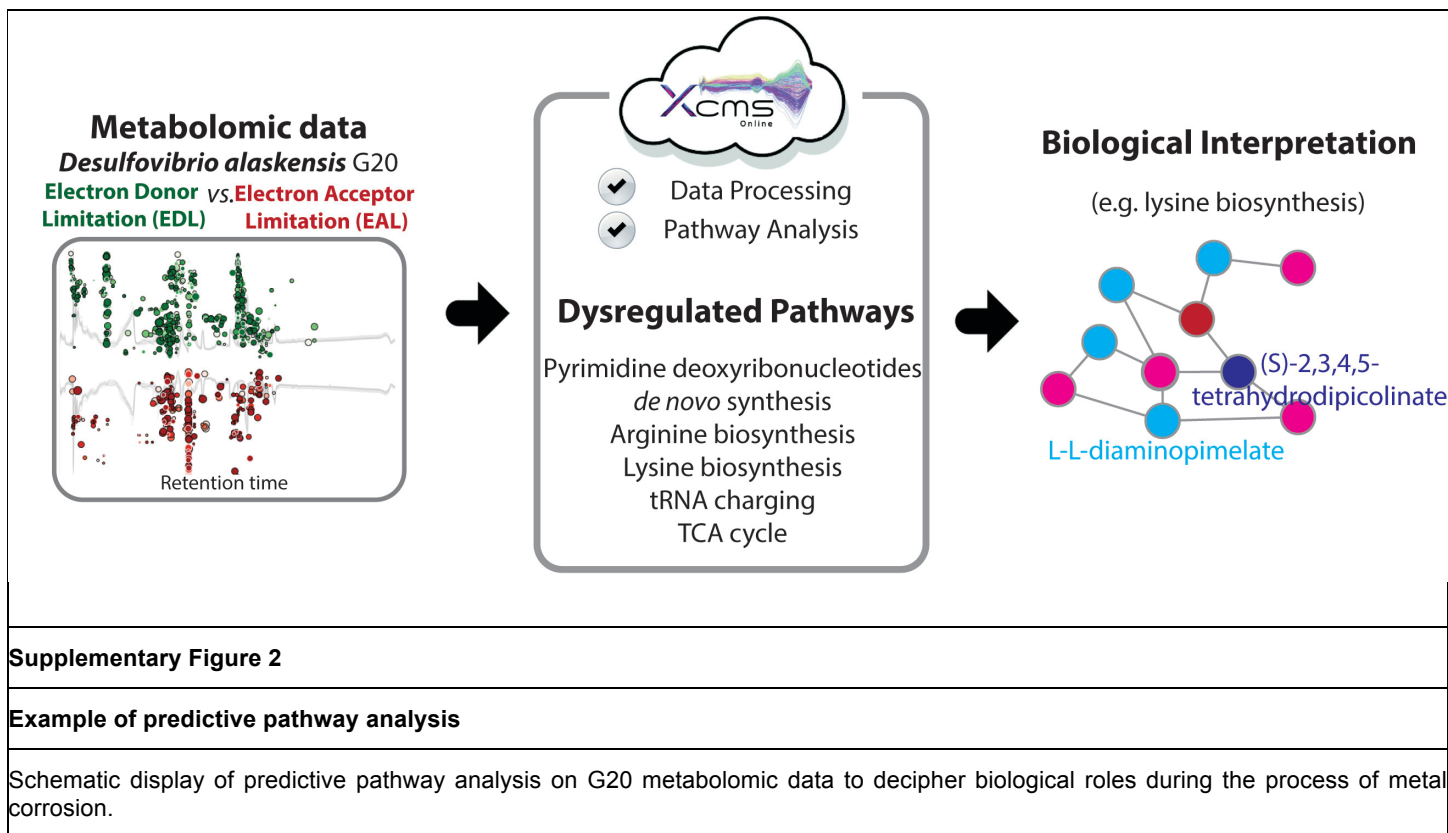 Metabolomic data
Desulfovibrio alaskensis G20
Electron Donor vs. Electron Acceptor
Limitation (EDL) Limitation (EAL)
Retention time
Xcms
Online
Data Processing
Pathway Analysis
Dysregulated Pathways
Pyrimidine deoxyribonucleotides
de novo synthesis
Arginine biosynthesis
Lysine biosynthesis
tRNA charging
TCA cycle
Biological Interpretation
(e.g. lysine biosynthesis)
(S)-2,3,4,5-
tetrahydrodipicolinate
L-L-diaminopimelate
Supplementary Figure 2
Example of predictive pathway analysis
Schematic display of predictive pathway analysis on G20 metabolomic data to decipher biological roles during the process of metal
corrosion.